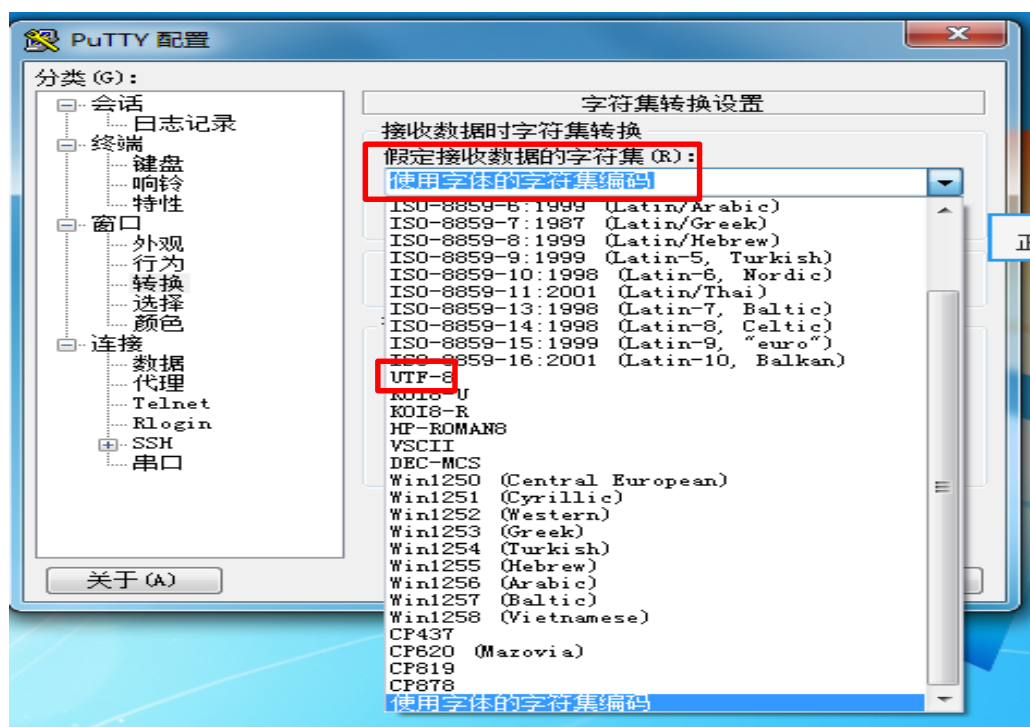 PuTTY 配置
分类(G):
会话
日志记录
终端
键盘
响铃
特性
窗口
外观
行为
转换
选择
颜色
连接
数据
代理
Telnet
Rlogin
SSH
串口
关于(A)
字符集转换设置
接收数据时字符集转换
假定接收数据的字符集(R):
使用字体的字符集编码
ISO-8859-6:1999 (Latin/Arabic)
ISO-8859-7:1987 (Latin/Greek)
ISO-8859-8:1999 (Latin/Hebrew)
ISO-8859-9:1999 (Latin-5, Turkish)
ISO-8859-10:1998 (Latin-6, Nordic)
ISO-8859-11:2001 (Latin/Thai)
ISO-8859-13:1998 (Latin-7, Baltic)
ISO-8859-14:1998 (Latin-8, Celtic)
ISO-8859-15:1999 (Latin-9, "euro")
ISO-8859-16:2001 (Latin-10, Balkan)
UTF-8
KOI8-U
KOI8-R
HP-ROMAN8
VSCII
DEC-MCS
Win1250 (Central European)
Win1251 (Cyrillic)
Win1252 (Western)
Win1253 (Greek)
Win1254 (Turkish)
Win1255 (Hebrew)
Win1256 (Arabic)
Win1257 (Baltic)
Win1258 (Vietnamese)
CP437
CP620 (Mazovia)
CP819
CP878
使用字体的字符集编码